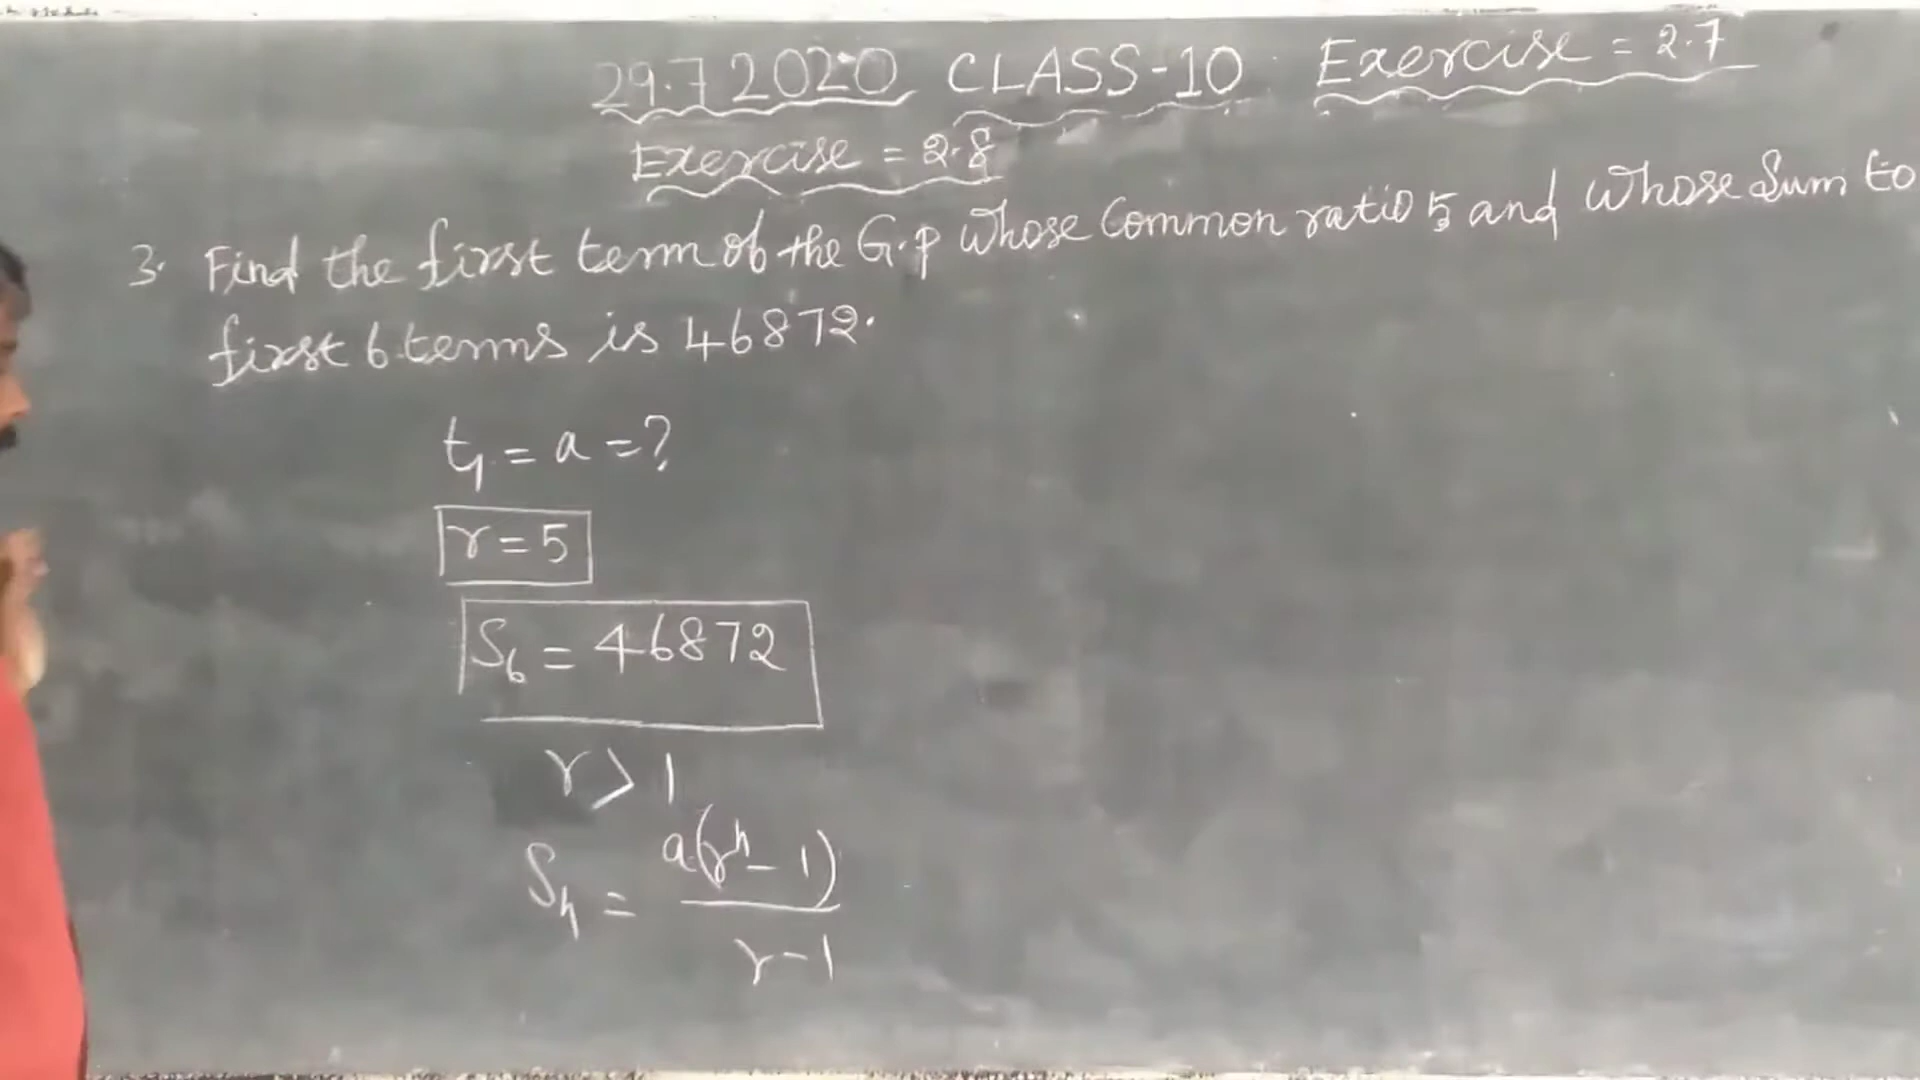 29.7 2020 CLASS-10 Exercise = 2.7
Exercise = 2.8
3. Find the first term of the G.P whose Common ratio 5 and whose Sum to
first 6 terms is 46872.
t₁ = a = ?
r = 5
S₆ = 46872
r > 1
Sₙ = a(rⁿ - 1)
r-1